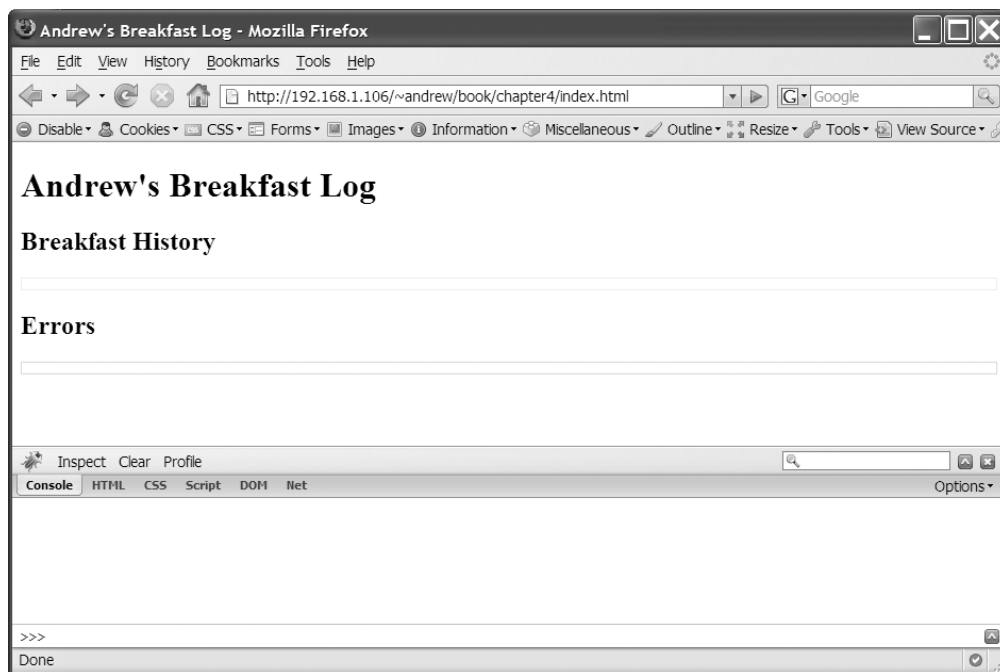 Andrew's Breakfast Log - Mozilla Firefox
File Edit View History Bookmarks Tools Help
http://192.168.1.106/~andrew/book/chapter4/index.html G Google
Disable Cookies CSS Forms Images Information Miscellaneous Outline Resize Tools View Source
Andrew's Breakfast Log
Breakfast History
Errors
Inspect Clear Profile
Console HTML CSS Script DOM Net Options
>>>
Done